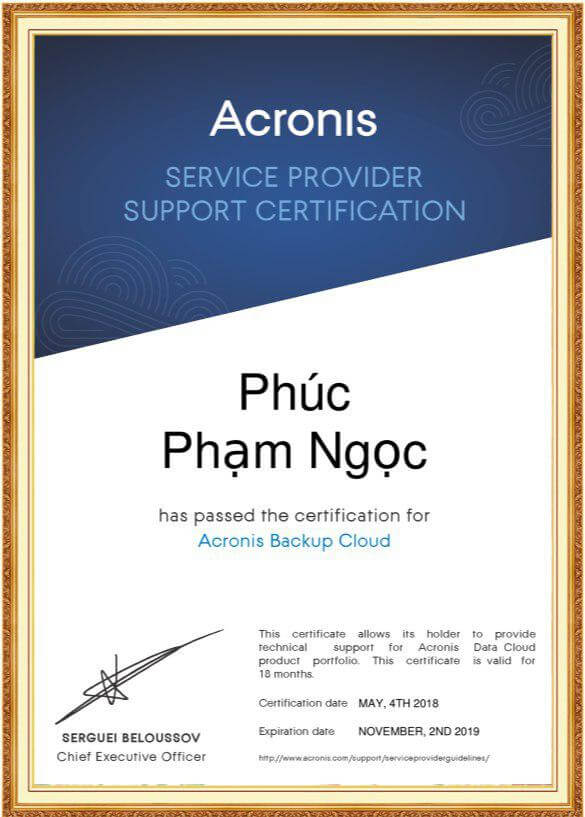 Acronis
SERVICE PROVIDER
SUPPORT CERTIFICATION
Phúc
Phạm Ngọc
has passed the certification for
Acronis Backup Cloud
This certificate allows its holder to provide
technical support for Acronis Data Cloud
product portfolio. This certificate is valid for
18 months.
Certification date MAY, 4TH 2018
Expiration date NOVEMBER, 2ND 2019
http://www.acronis.com/support/serviceproviderguidelines/
SERGUEI BELOUSSOV
Chief Executive Officer